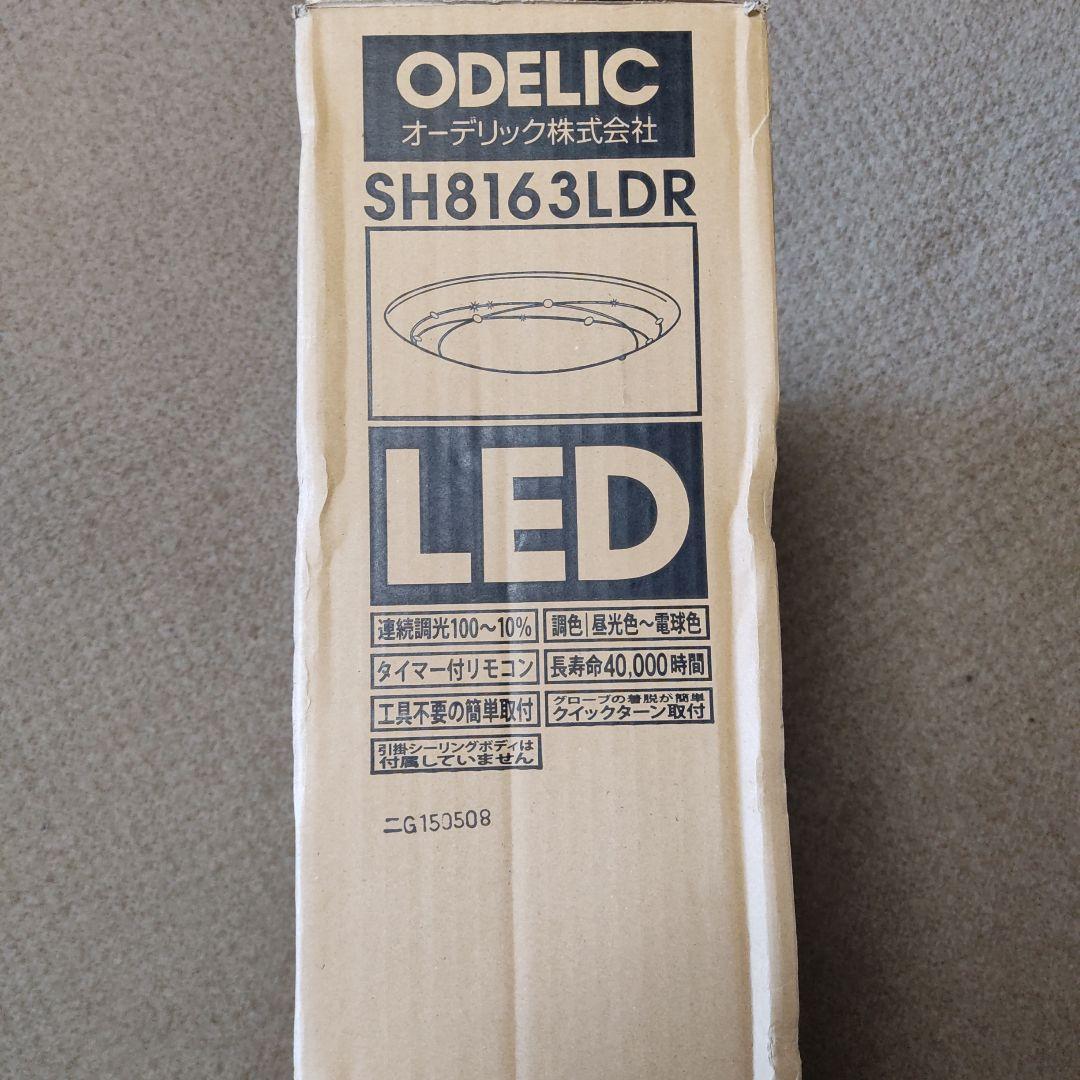 ODELIC
オーデリック株式会社
SH8163LDR
LED
連続調光100～10%
調色|昼光色～電球色
タイマー付リモコン
長寿命40,000時間
工具不要の簡単取付
グローブの着脱が簡単
クイックターン取付
引掛シーリングボディは
付属していません
ニG150508